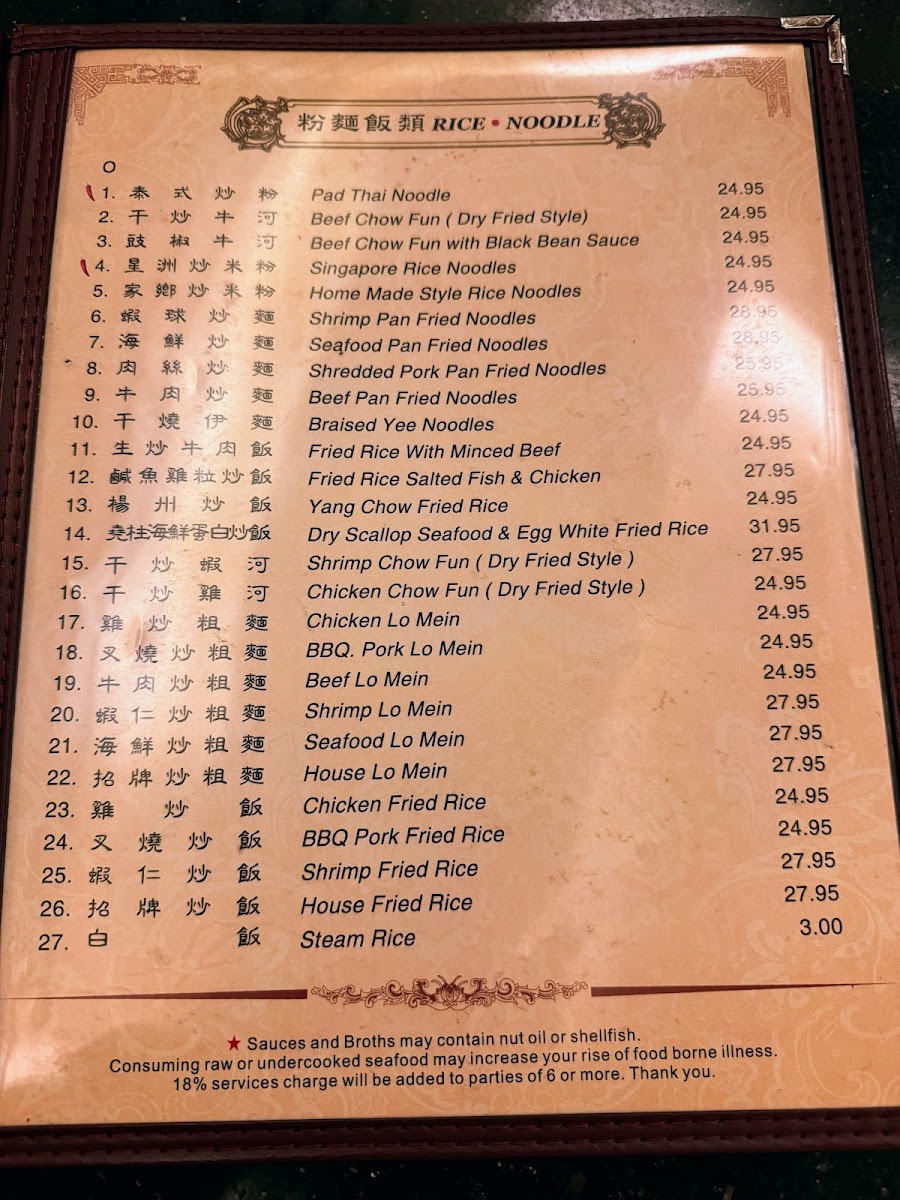 粉麵飯類 RICE • NOODLE
O
1. 泰式炒粉 Pad Thai Noodle 24.95
2. 干炒牛河 Beef Chow Fun ( Dry Fried Style) 24.95
3. 豉椒牛河 Beef Chow Fun with Black Bean Sauce 24.95
4. 星洲炒米粉 Singapore Rice Noodles 24.95
5. 家鄉炒米粉 Home Made Style Rice Noodles 24.95
6. 蝦球炒麵 Shrimp Pan Fried Noodles 28.95
7. 海鮮炒麵 Seafood Pan Fried Noodles 28.95
8. 肉絲炒麵 Shredded Pork Pan Fried Noodles 25.95
9. 牛肉炒麵 Beef Pan Fried Noodles 25.95
10. 干燒伊麵 Braised Yee Noodles 24.95
11. 生炒牛肉飯 Fried Rice With Minced Beef 24.95
12. 鹹魚雞粒炒飯 Fried Rice Salted Fish & Chicken 27.95
13. 楊州炒飯 Yang Chow Fried Rice 24.95
14. 堯柱海鮮蛋白炒飯 Dry Scallop Seafood & Egg White Fried Rice 31.95
15. 干炒蝦河 Shrimp Chow Fun ( Dry Fried Style ) 27.95
16. 干炒雞河 Chicken Chow Fun ( Dry Fried Style ) 24.95
17. 雞炒粗麵 Chicken Lo Mein 24.95
18. 叉燒炒粗麵 BBQ. Pork Lo Mein 24.95
19. 牛肉炒粗麵 Beef Lo Mein 24.95
20. 蝦仁炒粗麵 Shrimp Lo Mein 27.95
21. 海鮮炒粗麵 Seafood Lo Mein 27.95
22. 招牌炒粗麵 House Lo Mein 27.95
23. 雞炒飯 Chicken Fried Rice 24.95
24. 叉燒炒飯 BBQ Pork Fried Rice 24.95
25. 蝦仁炒飯 Shrimp Fried Rice 27.95
26. 招牌炒飯 House Fried Rice 27.95
27. 白飯 Steam Rice 3.00
★ Sauces and Broths may contain nut oil or shellfish.
Consuming raw or undercooked seafood may increase your rise of food borne illness.
18% services charge will be added to parties of 6 or more. Thank you.